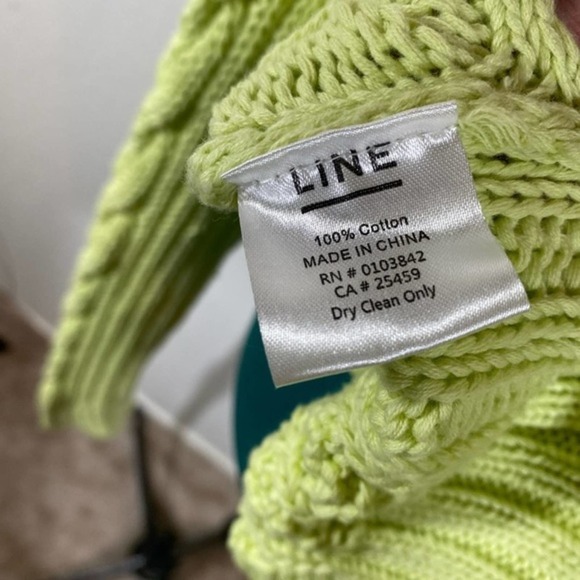 LINE
100% Cotton
MADE IN CHINA
RN # 0103842
CA # 25459
Dry Clean Only